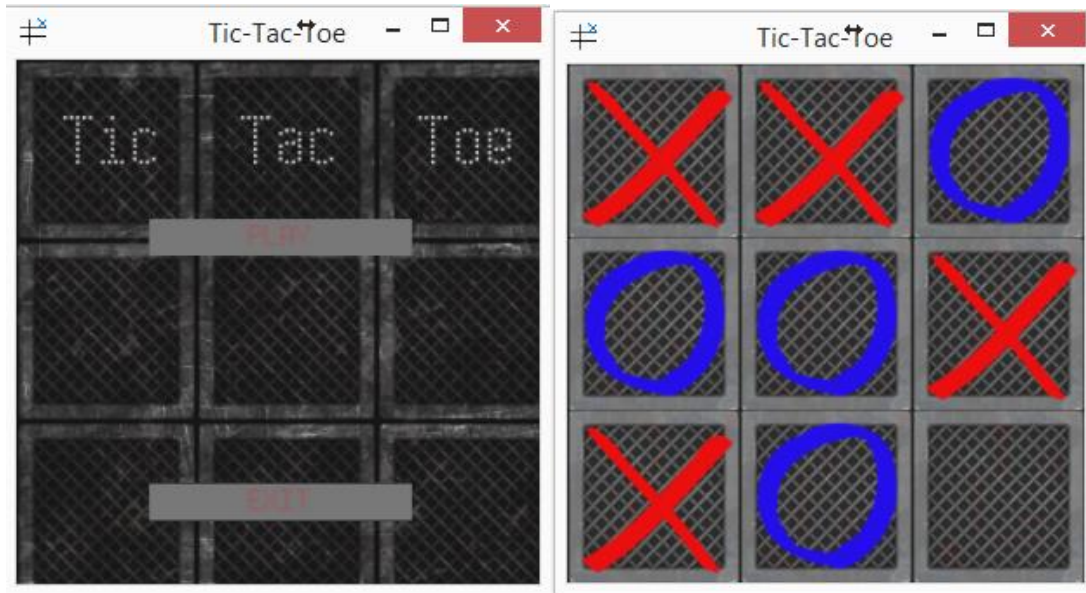 Tic-Tac-Toe
Tic Tac Toe
PLAY
EXIT
Tic-Tac-Toe
X X O
O O X
X O